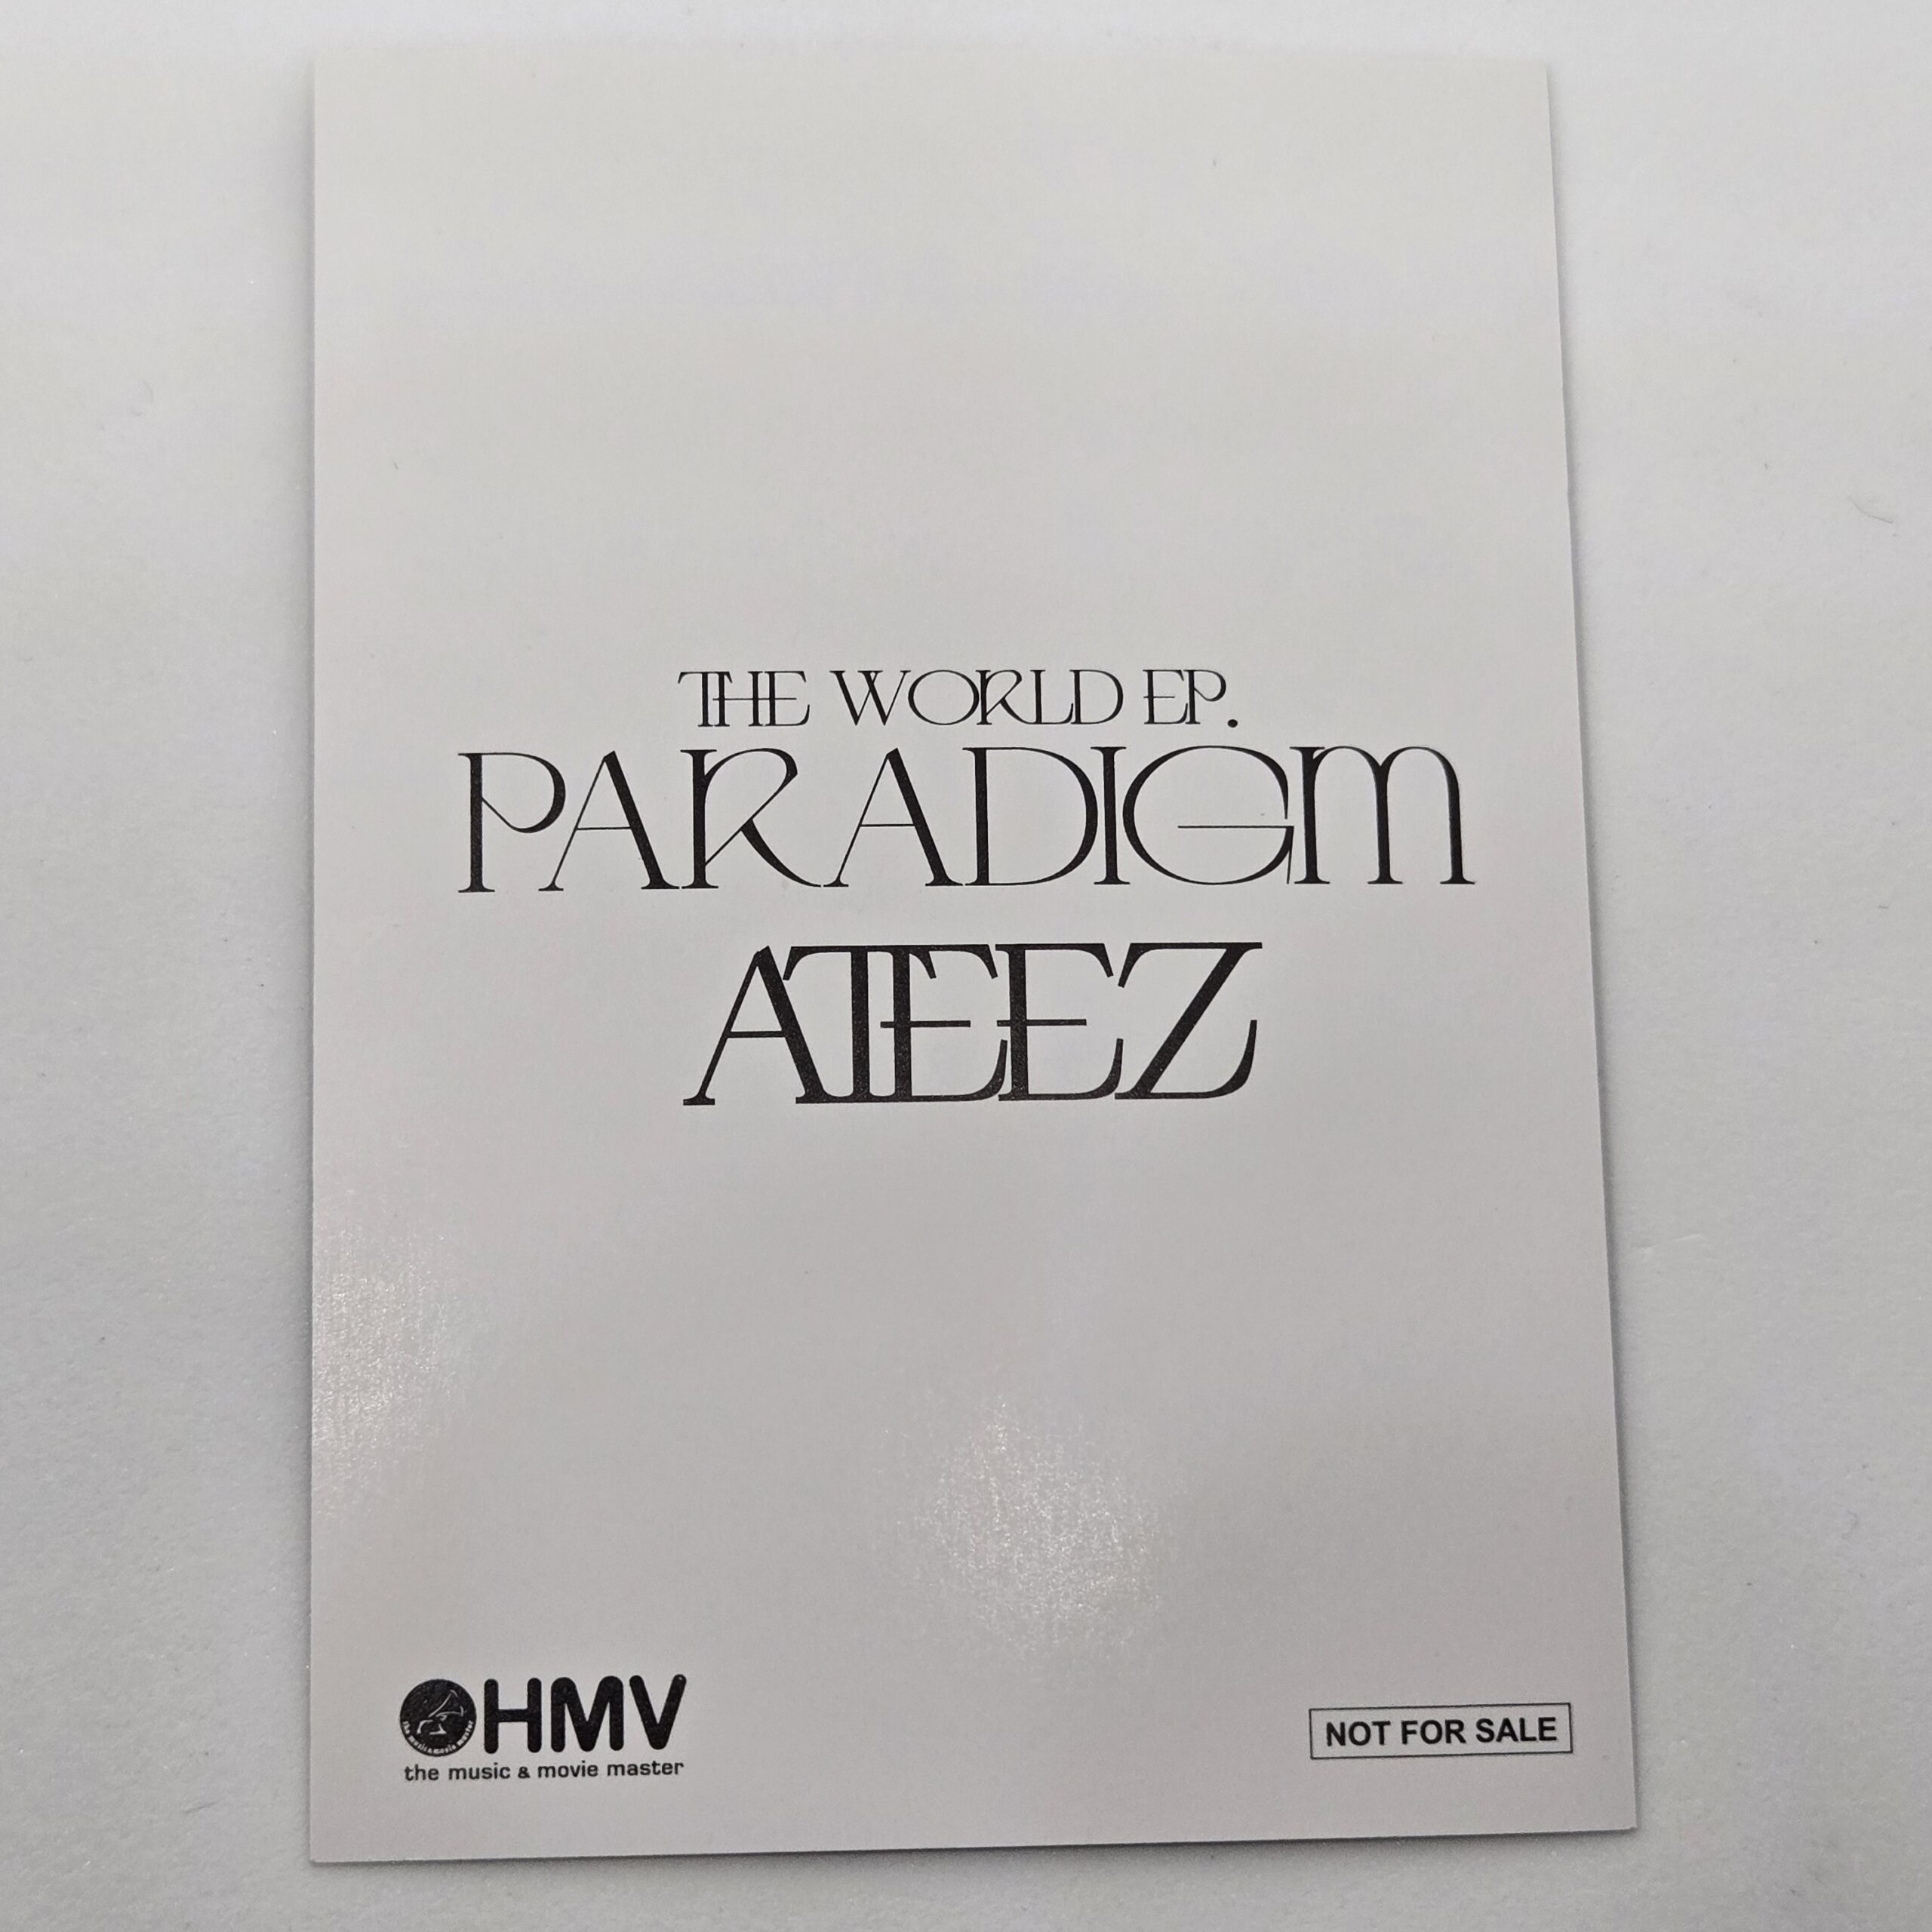 THE WORLD EP.
PARADIGM
ATEEZ
HMV
the music & movie master
NOT FOR SALE